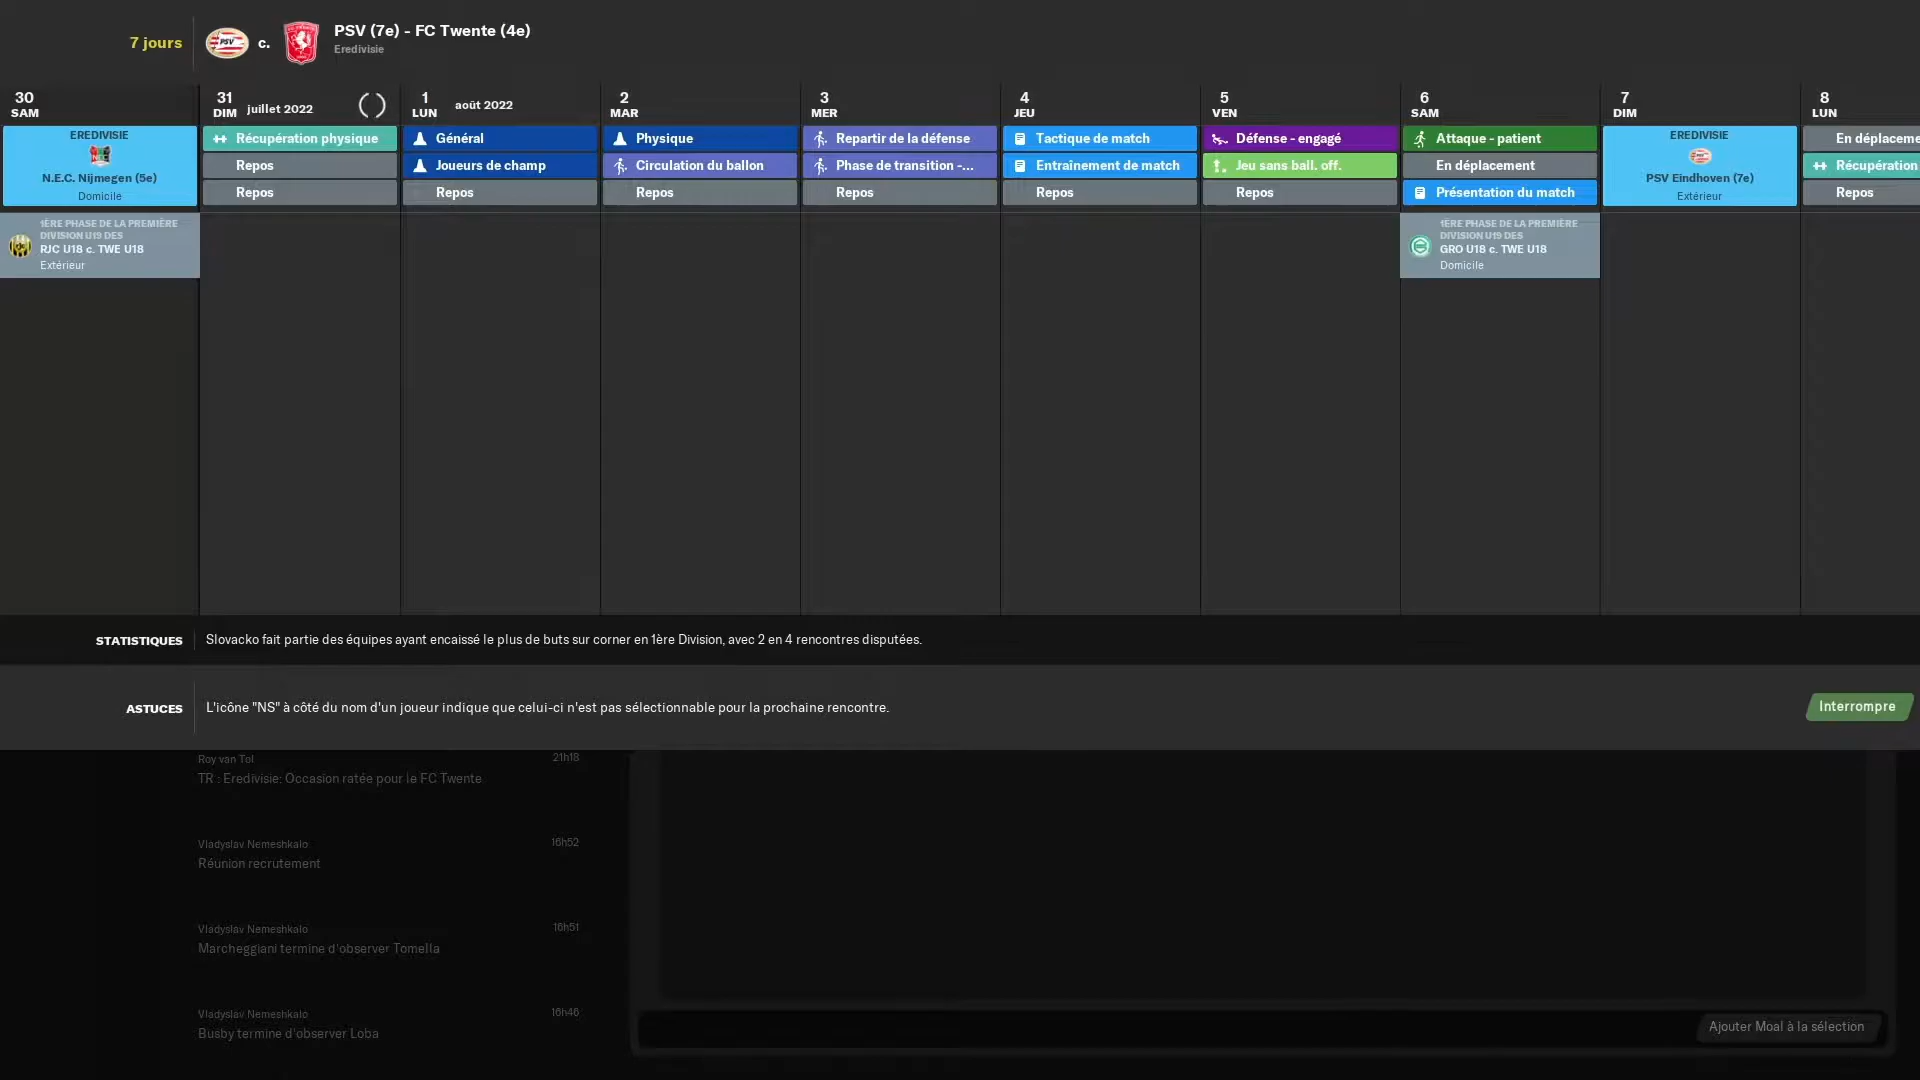 7 jours
PSV
c.
PSV (7e) - FC Twente (4e)
Eredivisie
30
SAM
31
DIM juillet 2022
1
LUN août 2022
2
MAR
3
MER
4
JEU
5
VEN
6
SAM
7
DIM
8
LUN
EREDIVISIE
N.E.C. Nijmegen (5e)
Domicile
1ÈRE PHASE DE LA PREMIÈRE
DIVISION U19 DES
RJC U18 c. TWE U18
Extérieur
Récupération physique
Repos
Repos
Général
Joueurs de champ
Repos
Physique
Circulation du ballon
Repos
Repartir de la défense
Phase de transition -...
Repos
Tactique de match
Entraînement de match
Repos
Défense - engagé
Jeu sans ball. off.
Repos
Attaque - patient
En déplacement
Présentation du match
1ÈRE PHASE DE LA PREMIÈRE
DIVISION U19 DES
GRO U18 c. TWE U18
Domicile
EREDIVISIE
PSV Eindhoven (7e)
Extérieur
En déplaceme
Récupération
Repos
STATISTIQUES
Slovacko fait partie des équipes ayant encaissé le plus de buts sur corner en 1ère Division, avec 2 en 4 rencontres disputées.
ASTUCES
L'icône "NS" à côté du nom d'un joueur indique que celui-ci n'est pas sélectionnable pour la prochaine rencontre.
Interrompre
Roy van Tol 21h18
TR : Eredivisie: Occasion ratée pour le FC Twente
Vladyslav Nemeshkalo 16h52
Réunion recrutement
Vladyslav Nemeshkalo 16h51
Marcheggiani termine d'observer Tomella
Vladyslav Nemeshkalo 16h46
Busby termine d'observer Loba
Ajouter Moal à la sélection